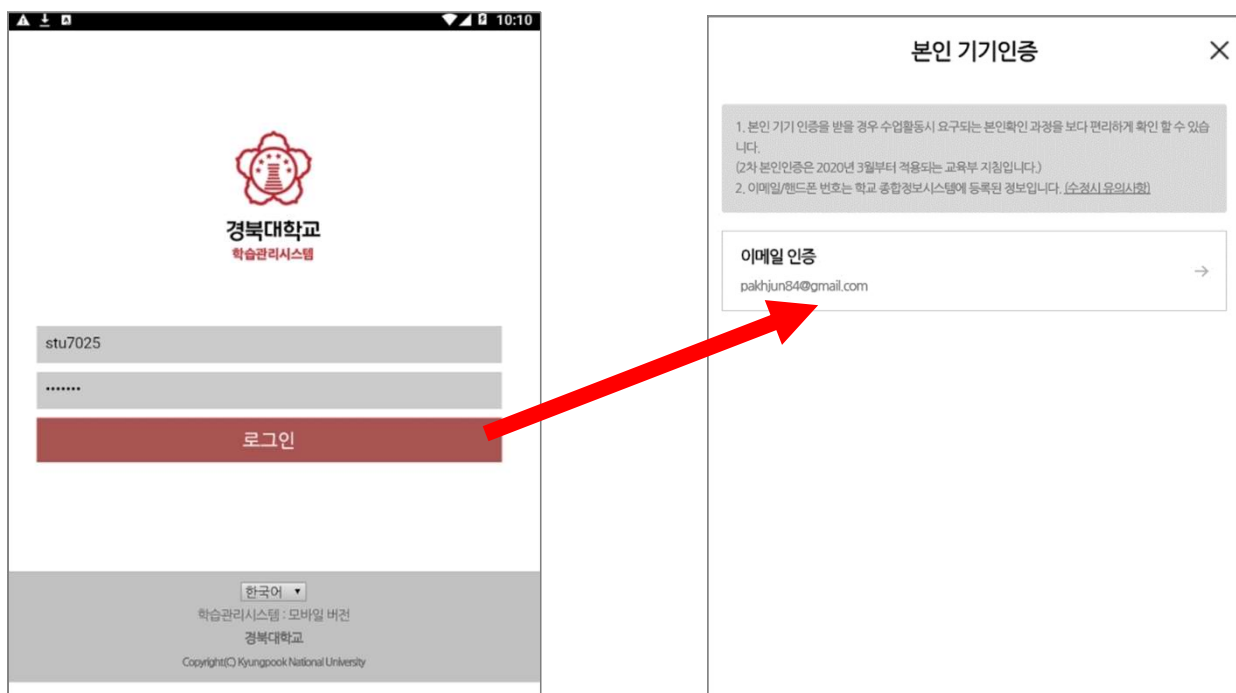 10:10
경북대학교
학습관리시스템
stu7025
•••••••
로그인
한국어
학습관리시스템 : 모바일 버전
경북대학교
Copyright(C) Kyungpook National University
본인 기기인증
1. 본인 기기 인증을 받을 경우 수업활동시 요구되는 본인확인 과정을 보다 편리하게 확인 할 수 있습
니다.
(2차 본인인증은 2020년 3월부터 적용되는 교육부 지침입니다.)
2. 이메일/핸드폰 번호는 학교 종합정보시스템에 등록된 정보입니다. (수정시 유의사항)
이메일 인증
pakhjun84@gmail.com